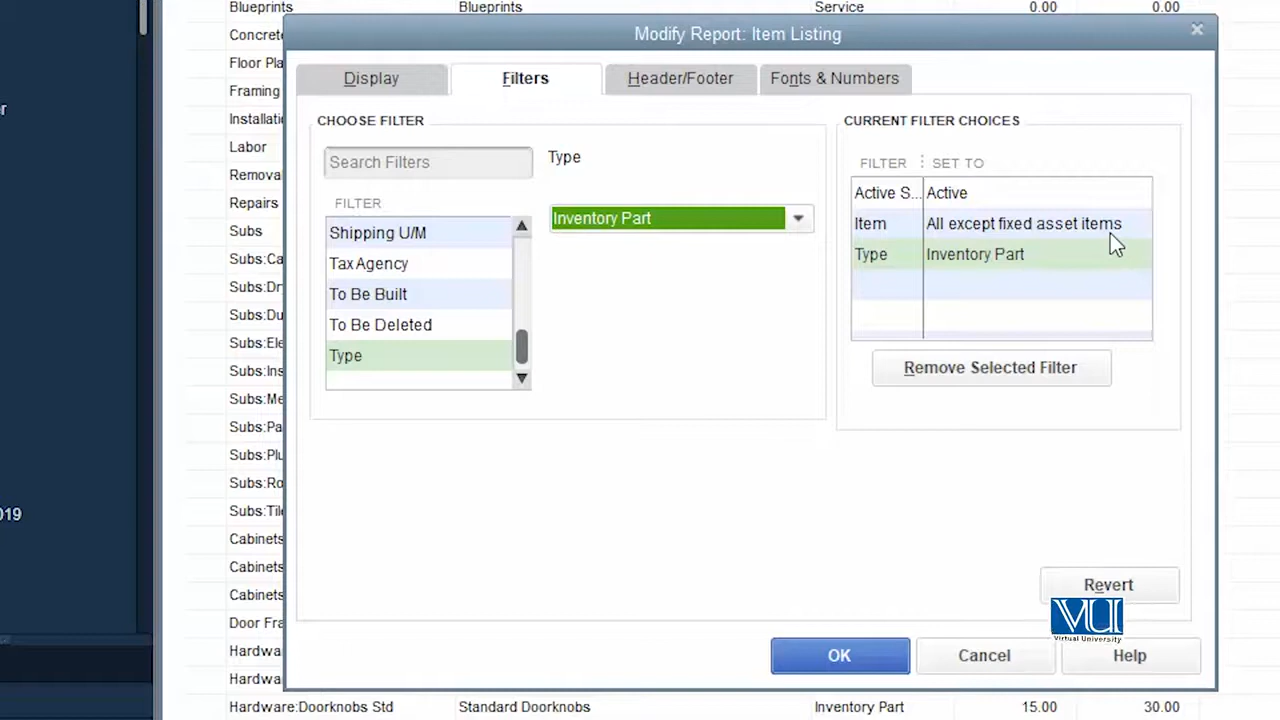 Blueprints Blueprints Service 0.00 0.00
Modify Report: Item Listing
Concrete
Floor Pla
Framing
Installatio
Labor
Removal
Repairs
Subs
Subs:Ca
Subs:Dr
Subs:Du
Subs:Ele
Subs:Ins
Subs:Me
Subs:Pa
Subs:Plu
Subs:Ro
Subs:Tile
Cabinets
Cabinets
Cabinets
Door Fra
Hardwa
Hardwa
Hardware:Doorknobs Std Standard Doorknobs Inventory Part 15.00 30.00
er
019
Display Filters Header/Footer Fonts & Numbers
CHOOSE FILTER
Search Filters
Type
FILTER
Inventory Part
Shipping U/M
Tax Agency
To Be Built
To Be Deleted
Type
CURRENT FILTER CHOICES
FILTER SET TO
Active S... Active
Item All except fixed asset items
Type Inventory Part
Remove Selected Filter
Revert
VU
Virtual University
OK Cancel Help